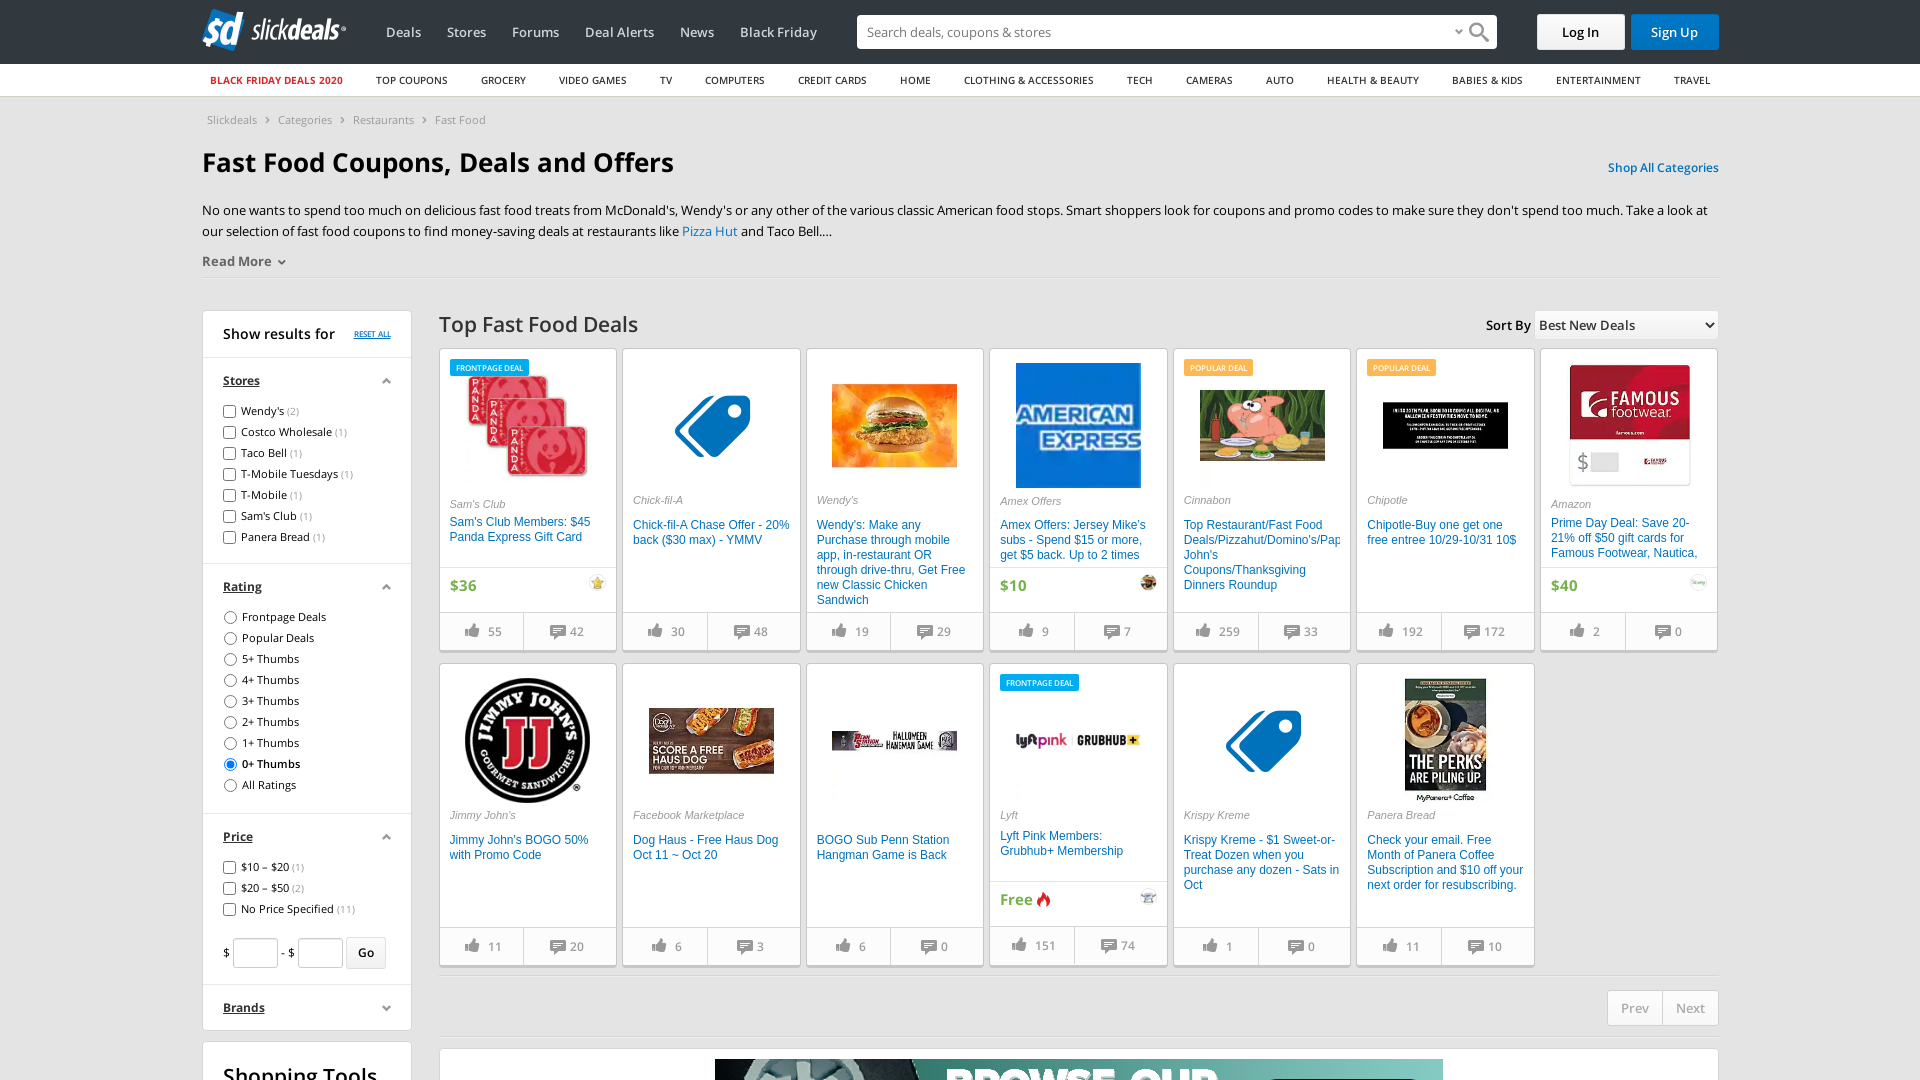 sd slickdeals
Deals Stores Forums Deal Alerts News Black Friday
Search deals, coupons & stores
Log In Sign Up
BLACK FRIDAY DEALS 2020 TOP COUPONS GROCERY VIDEO GAMES TV COMPUTERS CREDIT CARDS HOME CLOTHING & ACCESSORIES TECH CAMERAS AUTO HEALTH & BEAUTY BABIES & KIDS ENTERTAINMENT TRAVEL
Slickdeals Categories Restaurants Fast Food
Fast Food Coupons, Deals and Offers
Shop All Categories
No one wants to spend too much on delicious fast food treats from McDonald's, Wendy's or any other of the various classic American food stops. Smart shoppers look for coupons and promo codes to make sure they don't spend too much. Take a look at
our selection of fast food coupons to find money-saving deals at restaurants like Pizza Hut and Taco Bell....
Read More
Show results for RESET ALL
Stores
Wendy's (2)
Costco Wholesale (1)
Taco Bell (1)
T-Mobile Tuesdays (1)
T-Mobile (1)
Sam's Club (1)
Panera Bread (1)
Rating
Frontpage Deals
Popular Deals
5+ Thumbs
4+ Thumbs
3+ Thumbs
2+ Thumbs
1+ Thumbs
0+ Thumbs
All Ratings
Price
$10 – $20 (1)
$20 – $50 (2)
No Price Specified (11)
$ - $ Go
Brands
Shopping Tools
Top Fast Food Deals
Sort By Best New Deals
FRONTPAGE DEAL
PANDA
PANDA
PANDA
Sam's Club
Sam's Club Members: $45
Panda Express Gift Card
$36
55 42
Chick-fil-A
Chick-fil-A Chase Offer - 20%
back ($30 max) - YMMV
30 48
Wendy's
Wendy's: Make any
Purchase through mobile
app, in-restaurant OR
through drive-thru, Get Free
new Classic Chicken
Sandwich
19 29
AMERICAN
EXPRESS
Amex Offers
Amex Offers: Jersey Mike's
subs - Spend $15 or more,
get $5 back. Up to 2 times
$10
9 7
POPULAR DEAL
Cinnabon
Top Restaurant/Fast Food
Deals/Pizzahut/Domino's/Pap
John's
Coupons/Thanksgiving
Dinners Roundup
259 33
POPULAR DEAL
Chipotle
Chipotle-Buy one get one
free entree 10/29-10/31 10$
192 172
FAMOUS
footwear
famous.com
$
Amazon
Prime Day Deal: Save 20-
21% off $50 gift cards for
Famous Footwear, Nautica,
$40
2 0
JIMMY JOHN'S
JJ
GOURMET SANDWICHES
Jimmy John's
Jimmy John's BOGO 50%
with Promo Code
11 20
SCORE A FREE
HAUS DOG
Facebook Marketplace
Dog Haus - Free Haus Dog
Oct 11 ~ Oct 20
6 3
PENN STATION
HALLOWEEN
HANGMAN GAME
BOGO Sub Penn Station
Hangman Game is Back
6 0
FRONTPAGE DEAL
lyft pink GRUBHUB+
Lyft
Lyft Pink Members:
Grubhub+ Membership
Free
151 74
Krispy Kreme
Krispy Kreme - $1 Sweet-or-
Treat Dozen when you
purchase any dozen - Sats in
Oct
1 0
THE PERKS
ARE PILING UP.
MyPanera+ Coffee
Panera Bread
Check your email. Free
Month of Panera Coffee
Subscription and $10 off your
next order for resubscribing.
11 10
Prev Next
BROWSE OUR